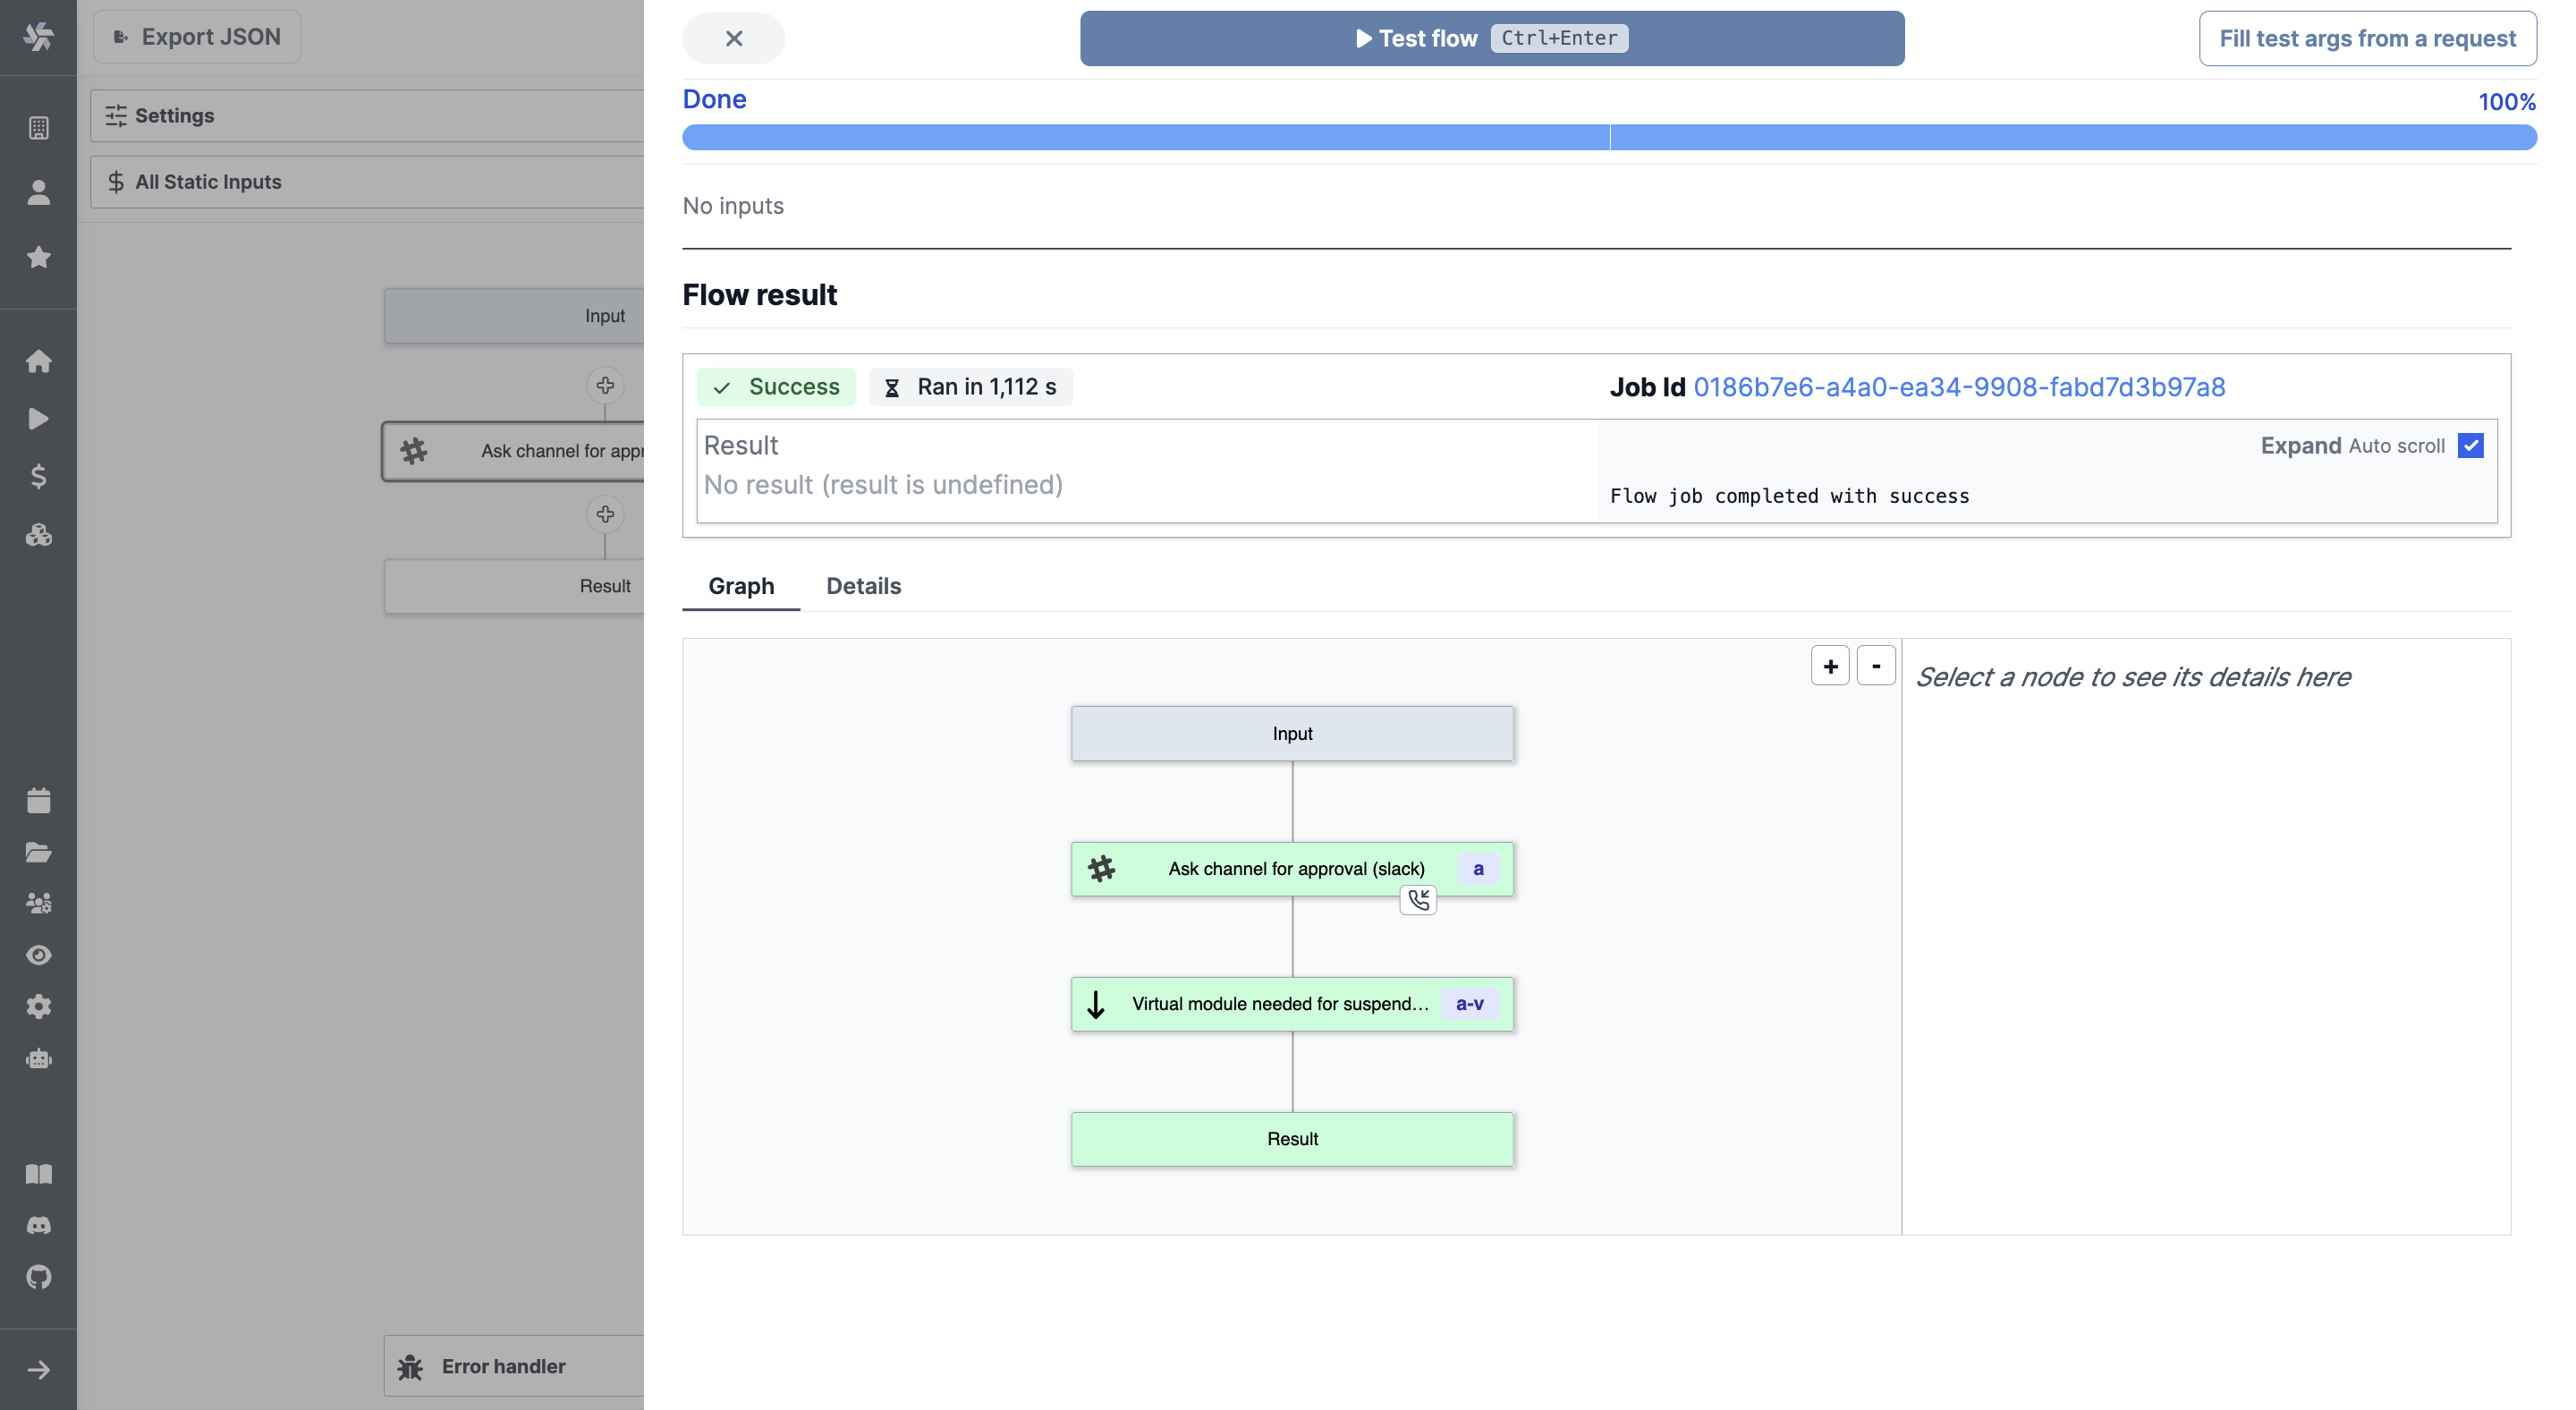 Export JSON
Settings
All Static Inputs
Input
Ask channel for appr
Result
Error handler
Test flow Ctrl+Enter
Fill test args from a request
Done
100%
No inputs
Flow result
Success
Ran in 1,112 s
Job Id 0186b7e6-a4a0-ea34-9908-fabd7d3b97a8
Result
No result (result is undefined)
Expand Auto scroll
Flow job completed with success
Graph
Details
+
-
Select a node to see its details here
Input
Ask channel for approval (slack) a
Virtual module needed for suspend... a-v
Result